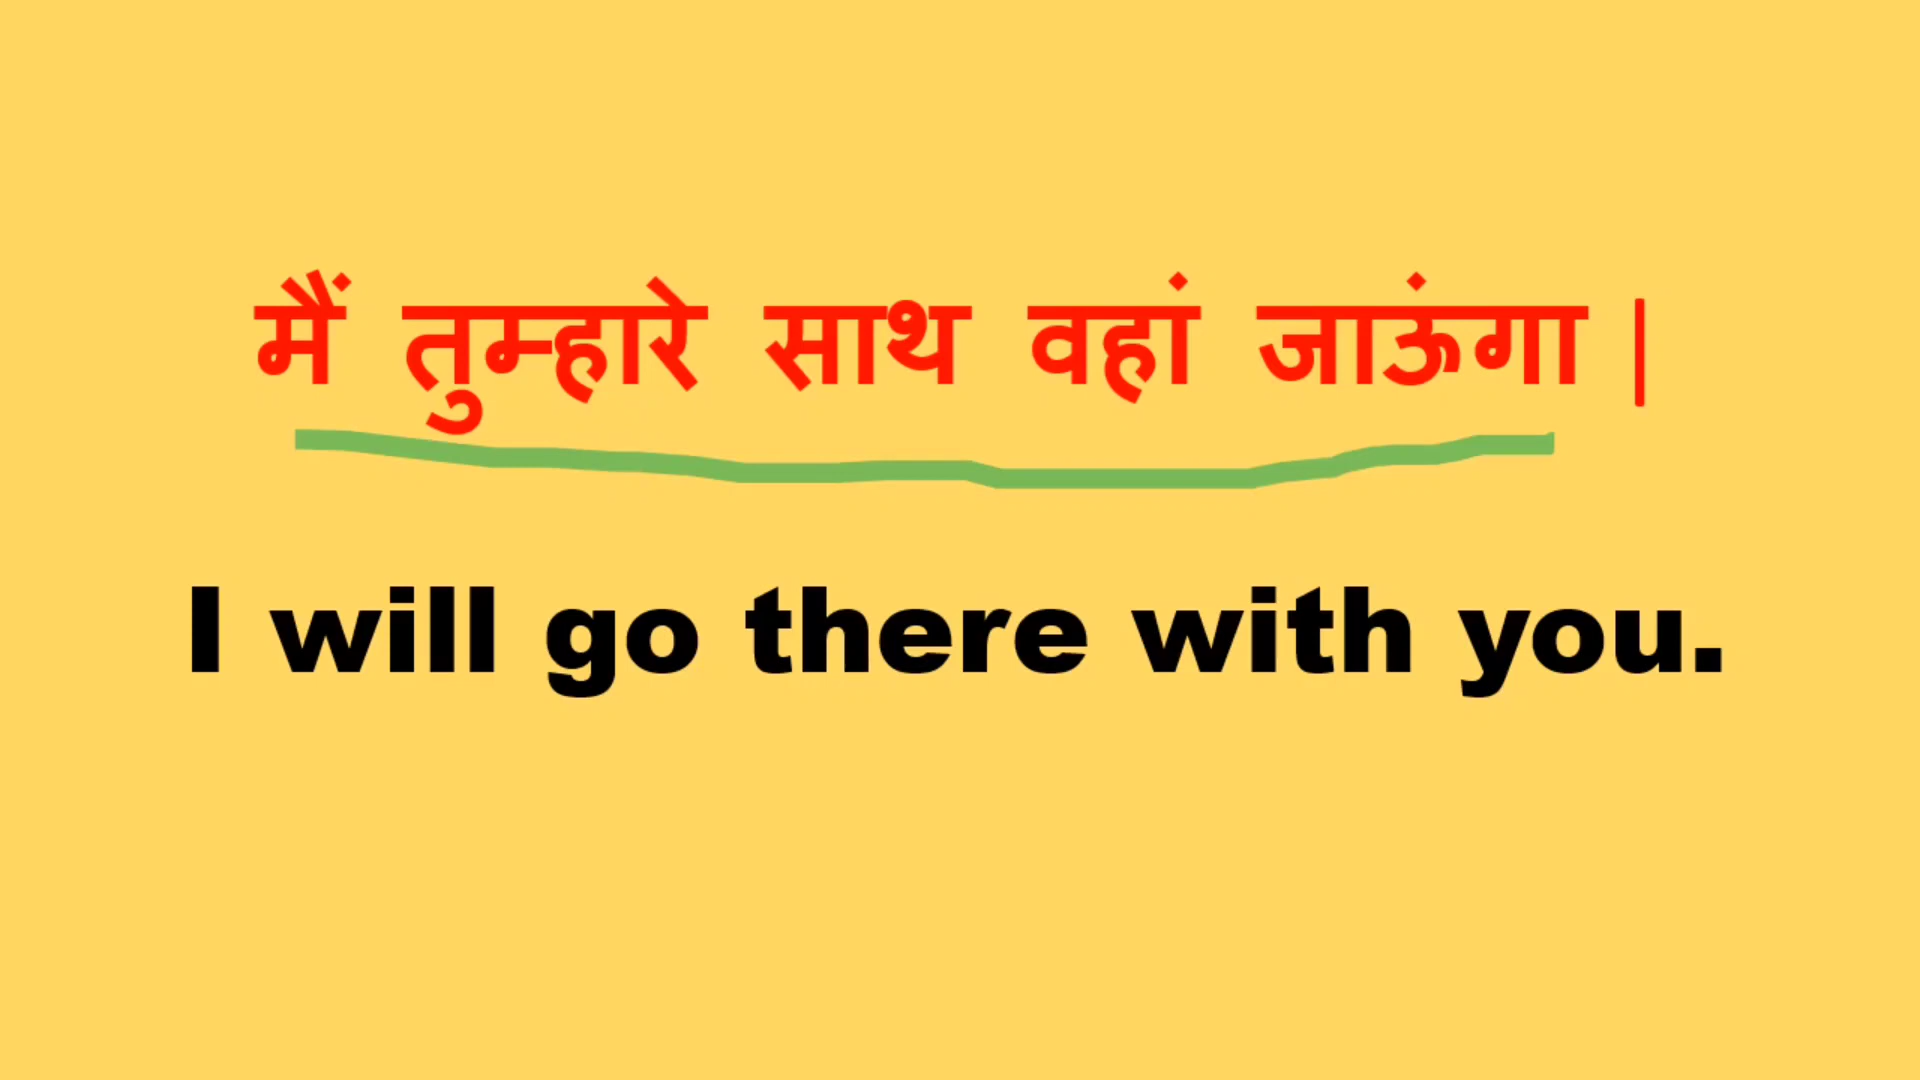 मैं तुम्हारे साथ वहां जाऊंगा |
I will go there with you.